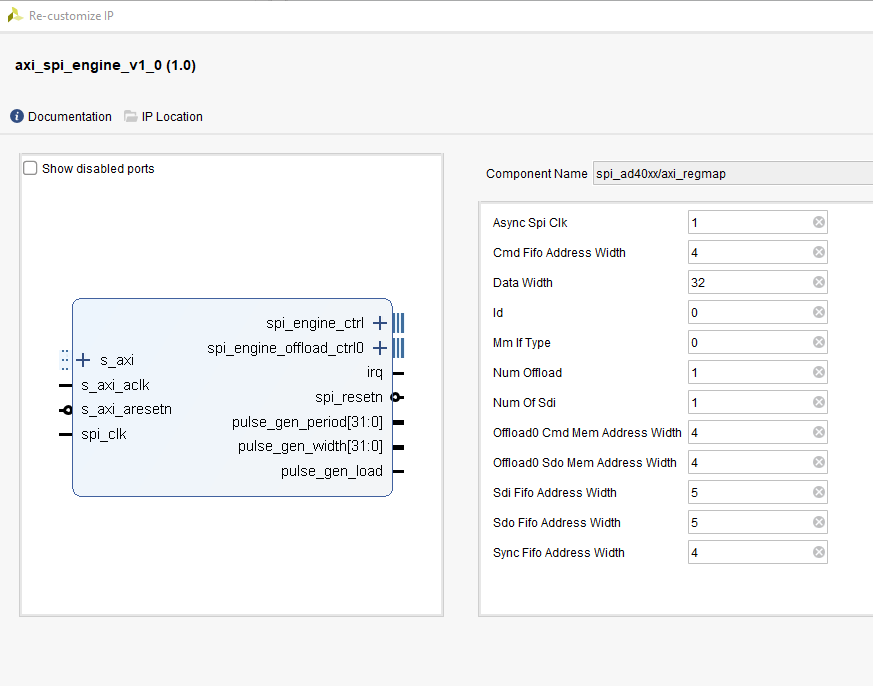 Re-customize IP
axi_spi_engine_v1_0 (1.0)
Documentation IP Location
Show disabled ports
spi_engine_ctrl
spi_engine_offload_ctrl0
s_axi
irq
s_axi_aclk
spi_resetn
s_axi_aresetn
pulse_gen_period[31:0]
spi_clk
pulse_gen_width[31:0]
pulse_gen_load
Component Name spi_ad40xx/axi_regmap
Async Spi Clk 1
Cmd Fifo Address Width 4
Data Width 32
Id 0
Mm If Type 0
Num Offload 1
Num Of Sdi 1
Offload0 Cmd Mem Address Width 4
Offload0 Sdo Mem Address Width 4
Sdi Fifo Address Width 5
Sdo Fifo Address Width 5
Sync Fifo Address Width 4